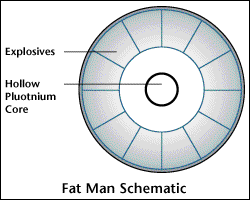 Explosives
Hollow
Pluotnium
Core
Fat Man Schematic